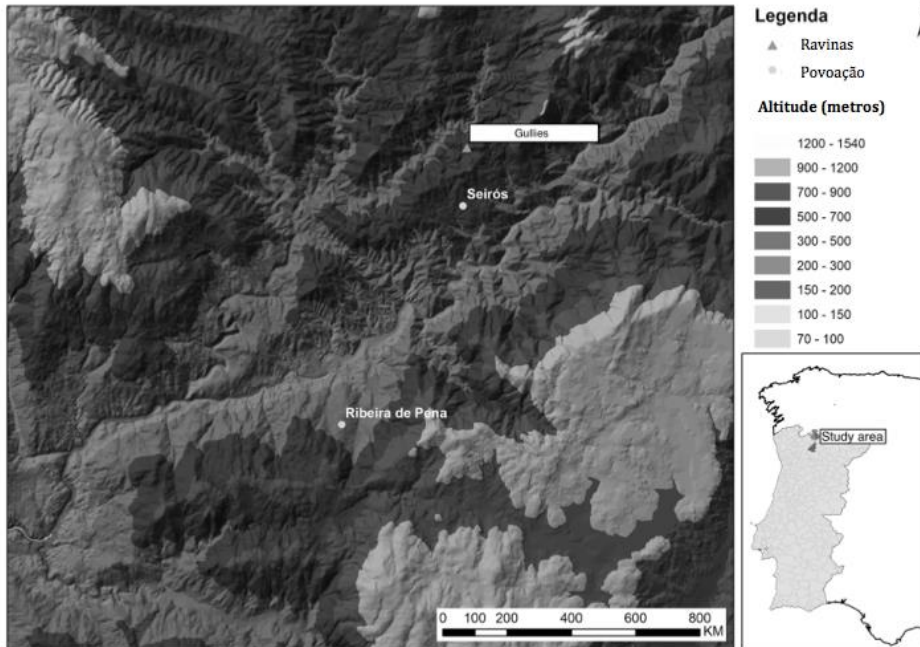 Gullies
Seirós
Ribeira de Pena
0 100 200 400 600 800
KM
Legenda
Ravinas
Povoação
Altitude (metros)
1200 - 1540
900 - 1200
700 - 900
500 - 700
300 - 500
200 - 300
150 - 200
100 - 150
70 - 100
Study area